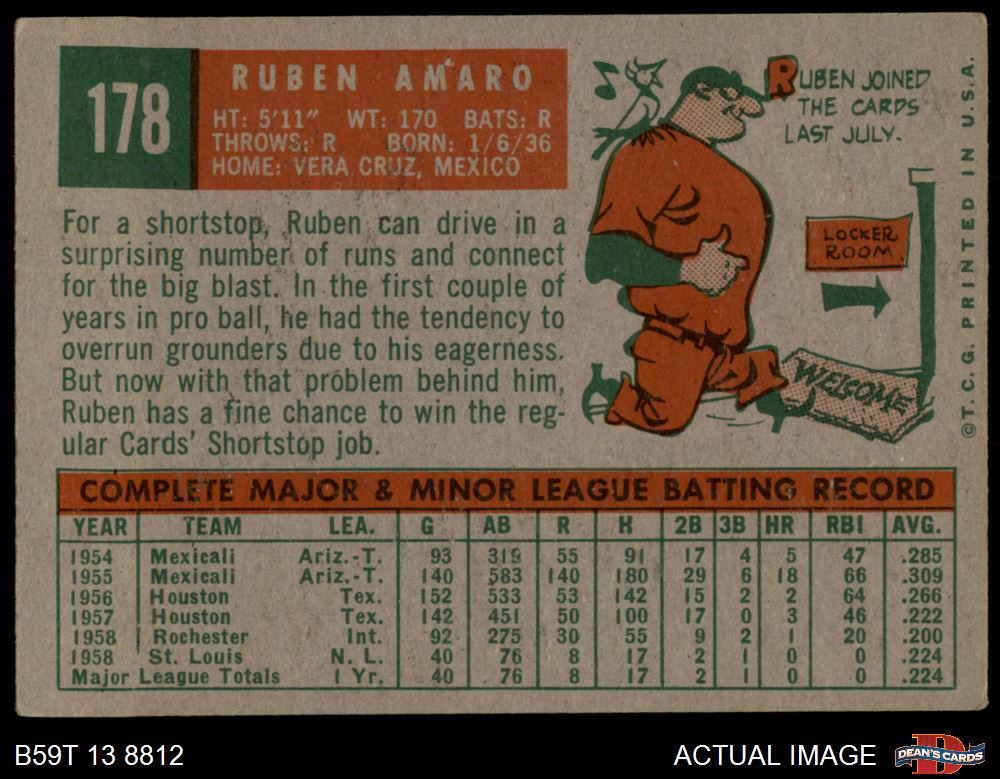 178
RUBEN AMARO
HT: 5'11" WT: 170 BATS: R
THROWS: R BORN: 1/6/36
HOME: VERA CRUZ, MEXICO
For a shortstop, Ruben can drive in a
surprising number of runs and connect
for the big blast. In the first couple of
years in pro ball, he had the tendency to
overrun grounders due to his eagerness.
But now with that problem behind him,
Ruben has a fine chance to win the reg-
ular Cards' Shortstop job.
RUBEN JOINED
THE CARDS
LAST JULY.
LOCKER
ROOM
WELCOME
©T. C. G. PRINTED IN U.S.A.
COMPLETE MAJOR & MINOR LEAGUE BATTING RECORD
YEAR TEAM LEA. G AB R H 2B 3B HR RBI AVG.
1954 Mexicali Ariz.-T. 93 319 55 91 17 4 5 47 .285
1955 Mexicali Ariz.-T. 140 583 140 180 29 6 18 66 .309
1956 Houston Tex. 152 533 53 142 15 2 2 64 .266
1957 Houston Tex. 142 451 50 100 17 0 3 46 .222
1958 Rochester Int. 92 275 30 55 9 2 1 20 .200
1958 St. Louis N. L. 40 76 8 17 2 1 0 0 .224
Major League Totals 1 Yr. 40 76 8 17 2 1 0 0 .224
B59T 13 8812
ACTUAL IMAGE
DEAN'S CARDS